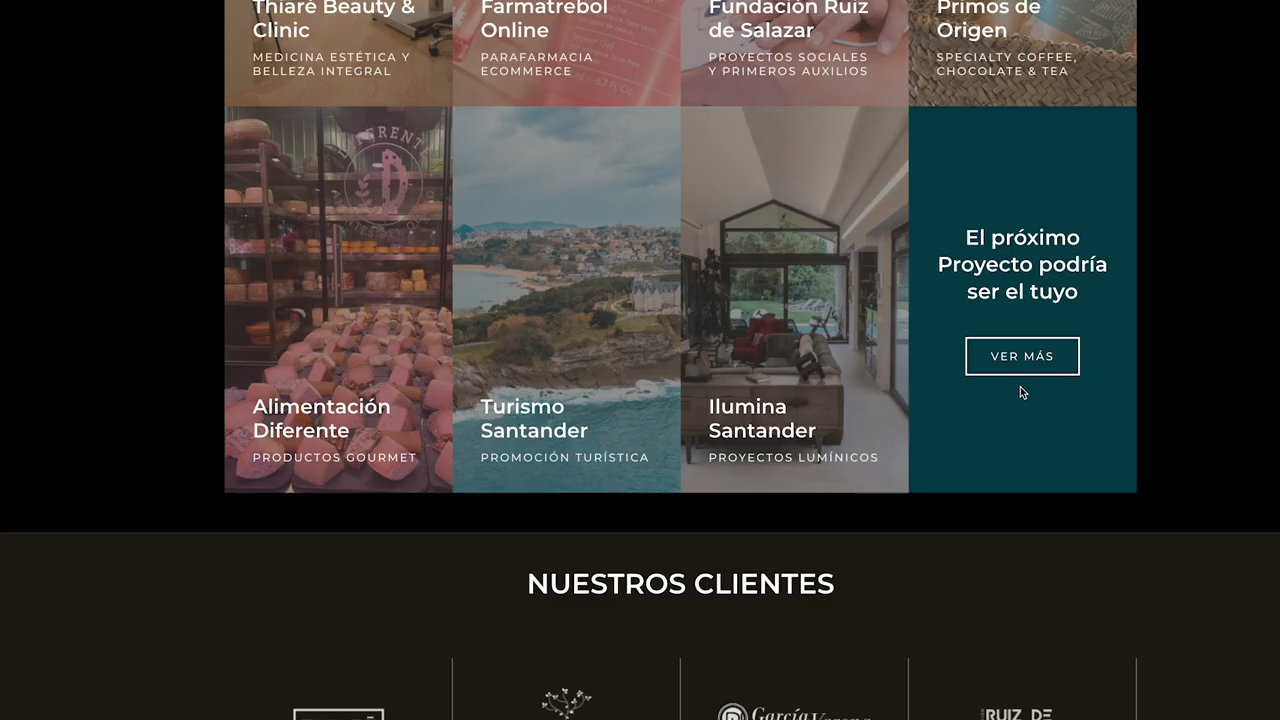 Thiaré Beauty &
Clinic
MEDICINA ESTÉTICA Y
BELLEZA INTEGRAL
Farmatrebol
Online
PARAFARMACIA
ECOMMERCE
Fundación Ruiz
de Salazar
PROYECTOS SOCIALES
Y PRIMEROS AUXILIOS
Primos de
Origen
SPECIALTY COFFEE,
CHOCOLATE & TEA
Alimentación
Diferente
PRODUCTOS GOURMET
Turismo
Santander
PROMOCIÓN TURÍSTICA
Ilumina
Santander
PROYECTOS LUMÍNICOS
El próximo
Proyecto podría
ser el tuyo
VER MÁS
NUESTROS CLIENTES
García
RUIZ DE